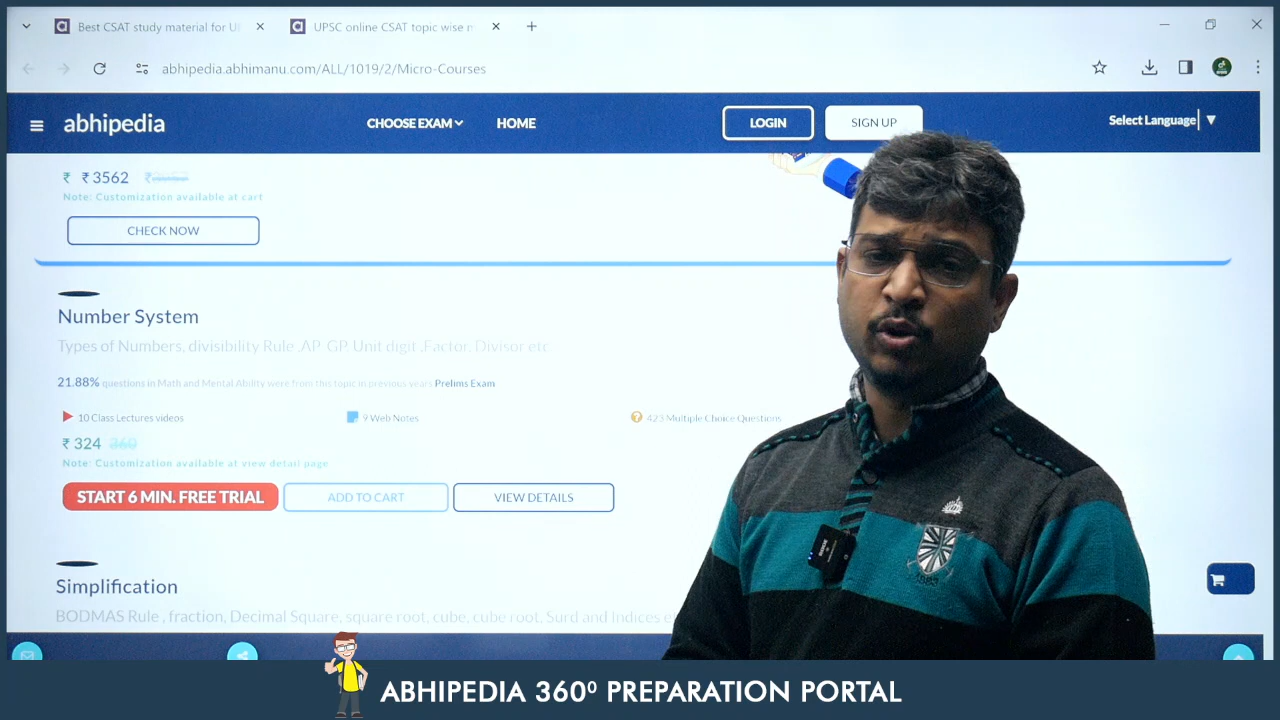 Best CSAT study material for U
UPSC online CSAT topic wise
abhipedia.abhimanu.com/ALL/1019/2/Micro-Courses
abhipedia
CHOOSE EXAM
HOME
LOGIN
SIGN UP
Select Language ▼
₹ ₹ 3562
Note: Customization available at cart
CHECK NOW
Number System
Types of Numbers, divisibility Rule ,AP, GP, Unit digit ,Factor, Divisor etc.
21.88% questions in Math and Mental Ability were from this topic in previous years Prelims Exam
10 Class Lectures videos
9 Web Notes
423 Multiple Choice Questions
₹ 324 360
Note: Customization available at view detail page
START 6 MIN. FREE TRIAL
ADD TO CART
VIEW DETAILS
Simplification
BODMAS Rule , fraction, Decimal Square, square root, cube, cube root, Surd and Indices
ABHIPEDIA 360⁰ PREPARATION PORTAL